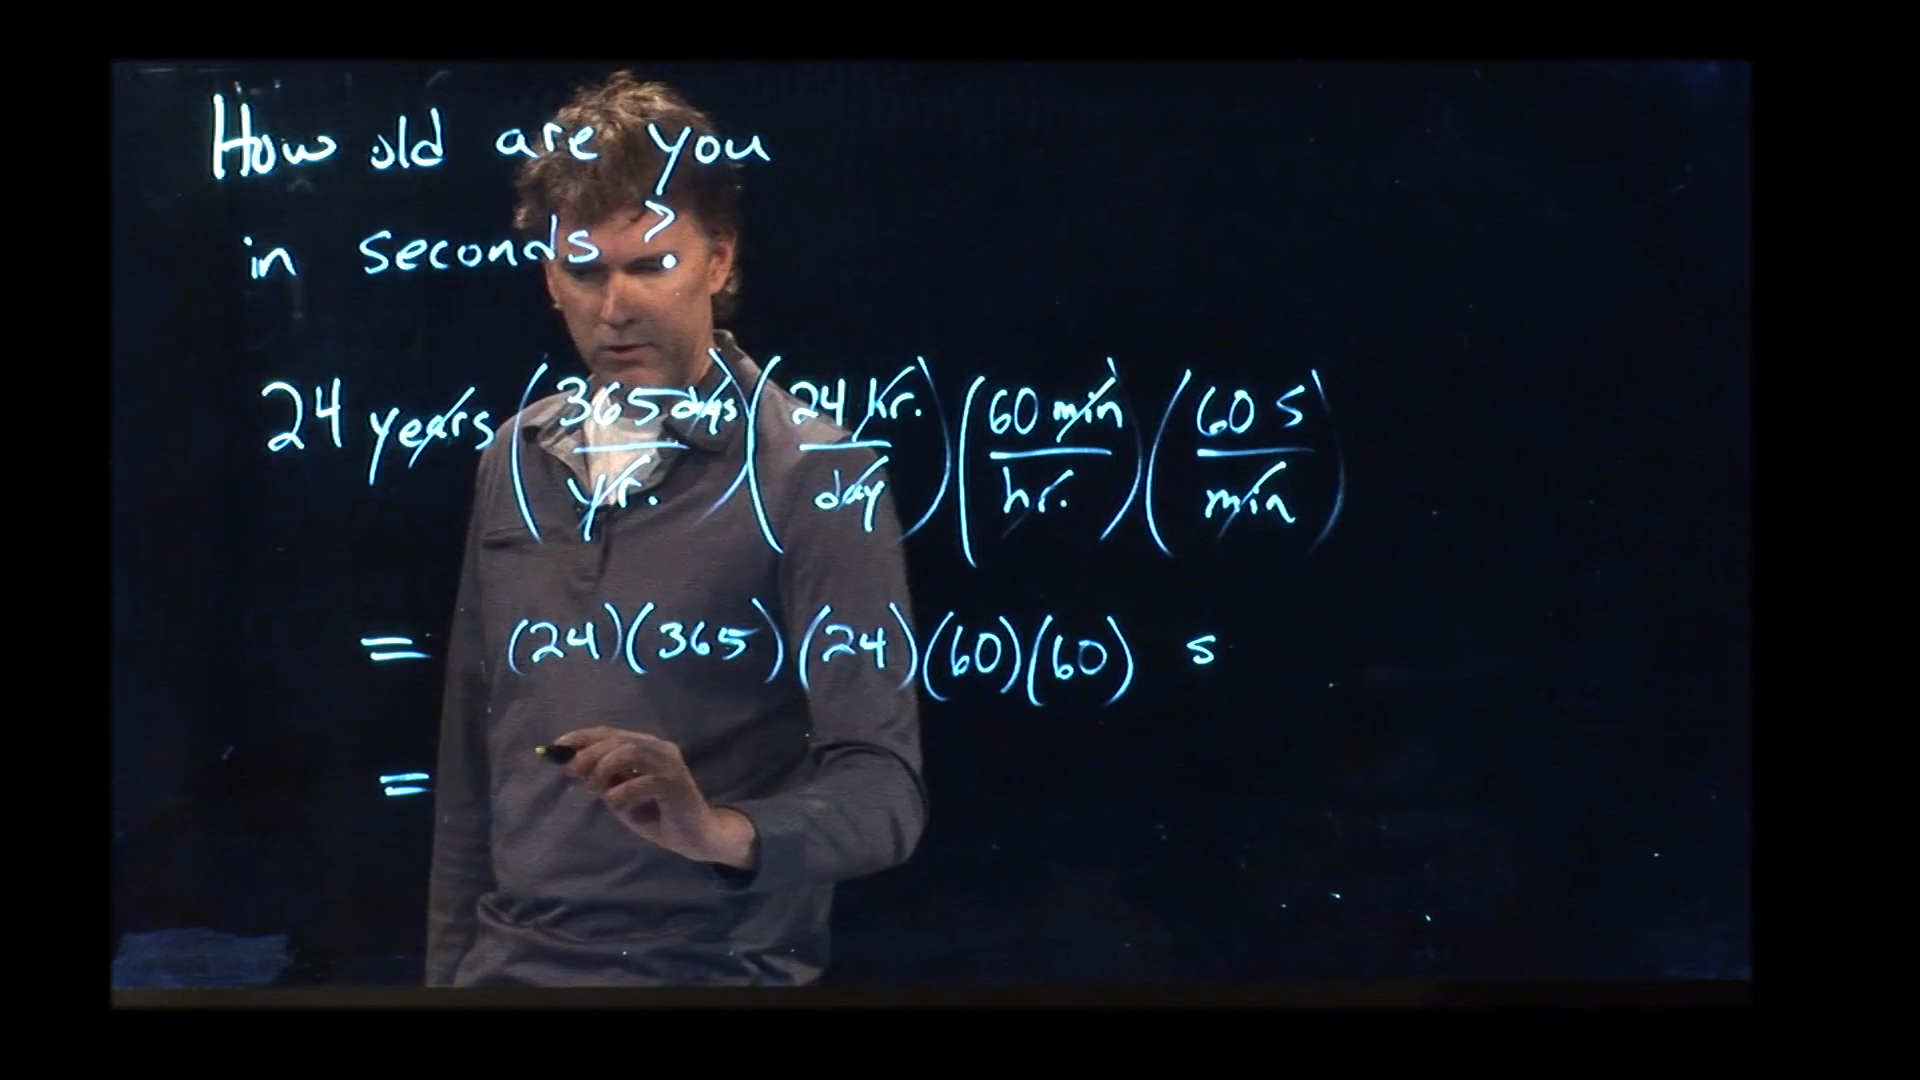 How old are you
in seconds?
24 years (365 days/yr.)(24 hr./day)(60 min/hr.)(60 s/min)
= (24)(365)(24)(60)(60) s
=